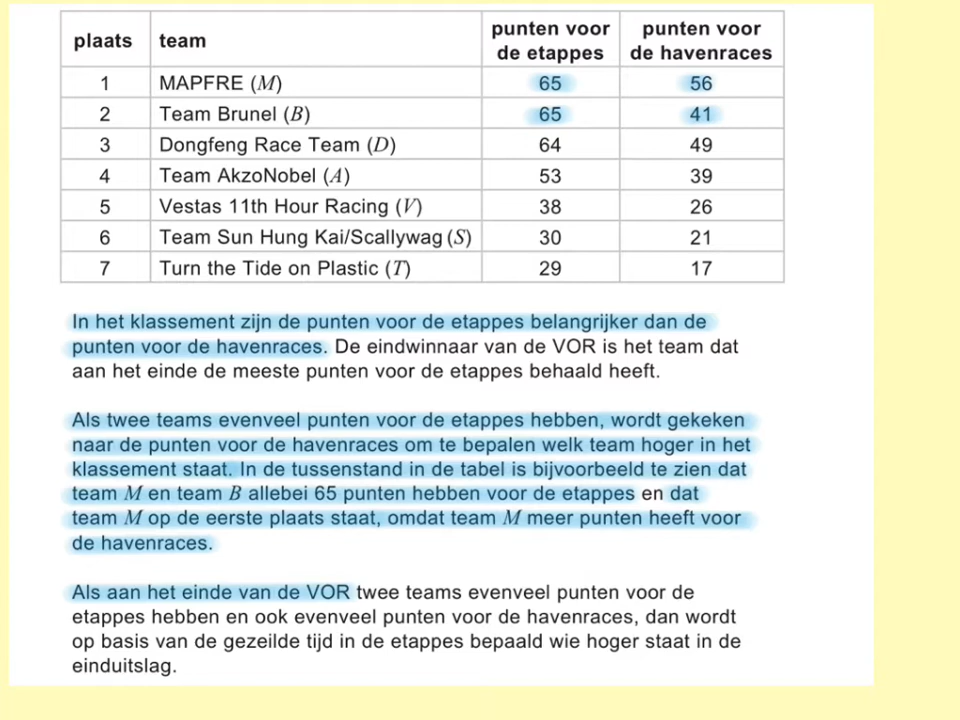 plaats team punten voor de etappes punten voor de havenraces
1 MAPFRE (M) 65 56
2 Team Brunel (B) 65 41
3 Dongfeng Race Team (D) 64 49
4 Team AkzoNobel (A) 53 39
5 Vestas 11th Hour Racing (V) 38 26
6 Team Sun Hung Kai/Scallywag (S) 30 21
7 Turn the Tide on Plastic (T) 29 17
In het klassement zijn de punten voor de etappes belangrijker dan de
punten voor de havenraces. De eindwinnaar van de VOR is het team dat
aan het einde de meeste punten voor de etappes behaald heeft.
Als twee teams evenveel punten voor de etappes hebben, wordt gekeken
naar de punten voor de havenraces om te bepalen welk team hoger in het
klassement staat. In de tussenstand in de tabel is bijvoorbeeld te zien dat
team M en team B allebei 65 punten hebben voor de etappes en dat
team M op de eerste plaats staat, omdat team M meer punten heeft voor
de havenraces.
Als aan het einde van de VOR twee teams evenveel punten voor de
etappes hebben en ook evenveel punten voor de havenraces, dan wordt
op basis van de gezeilde tijd in de etappes bepaald wie hoger staat in de
einduitslag.